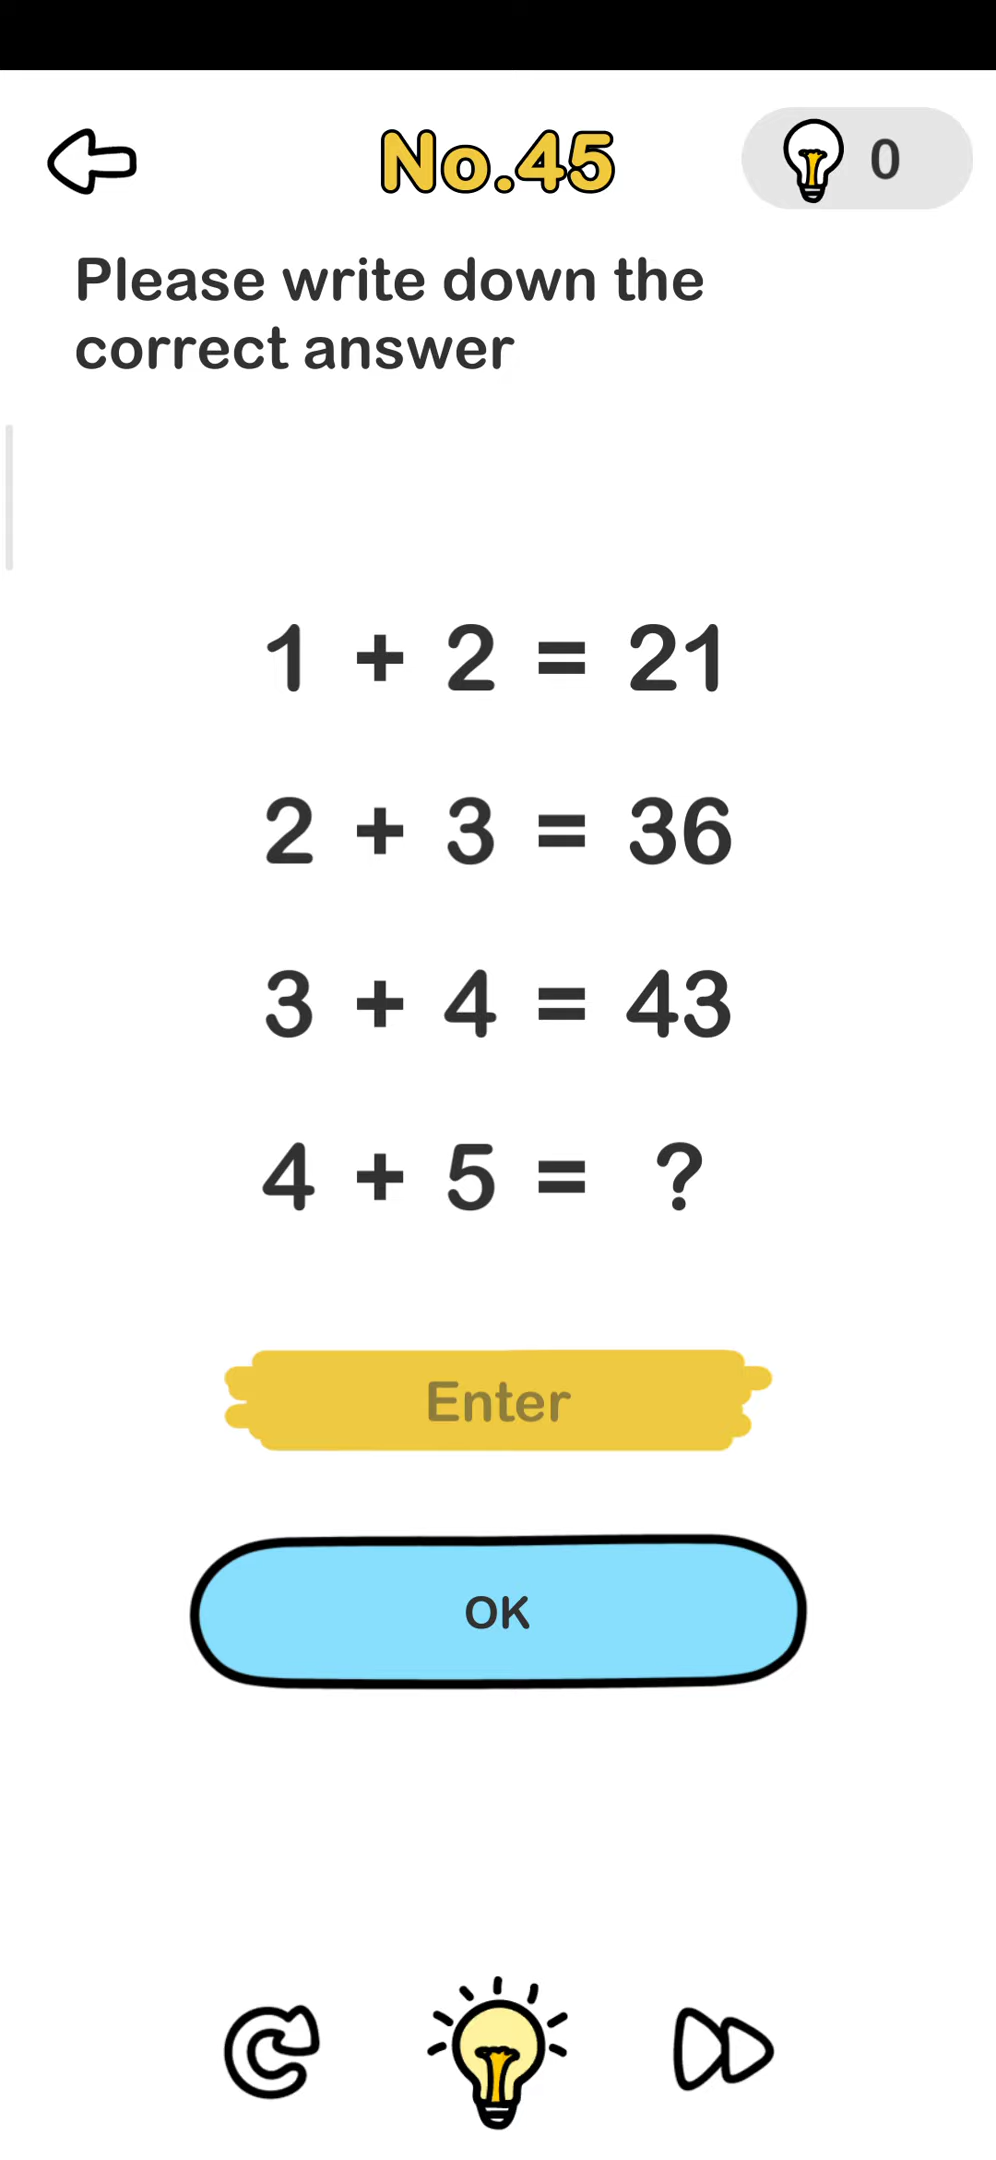 No.45
0
Please write down the
correct answer
1 + 2 = 21
2 + 3 = 36
3 + 4 = 43
4 + 5 = ?
Enter
OK